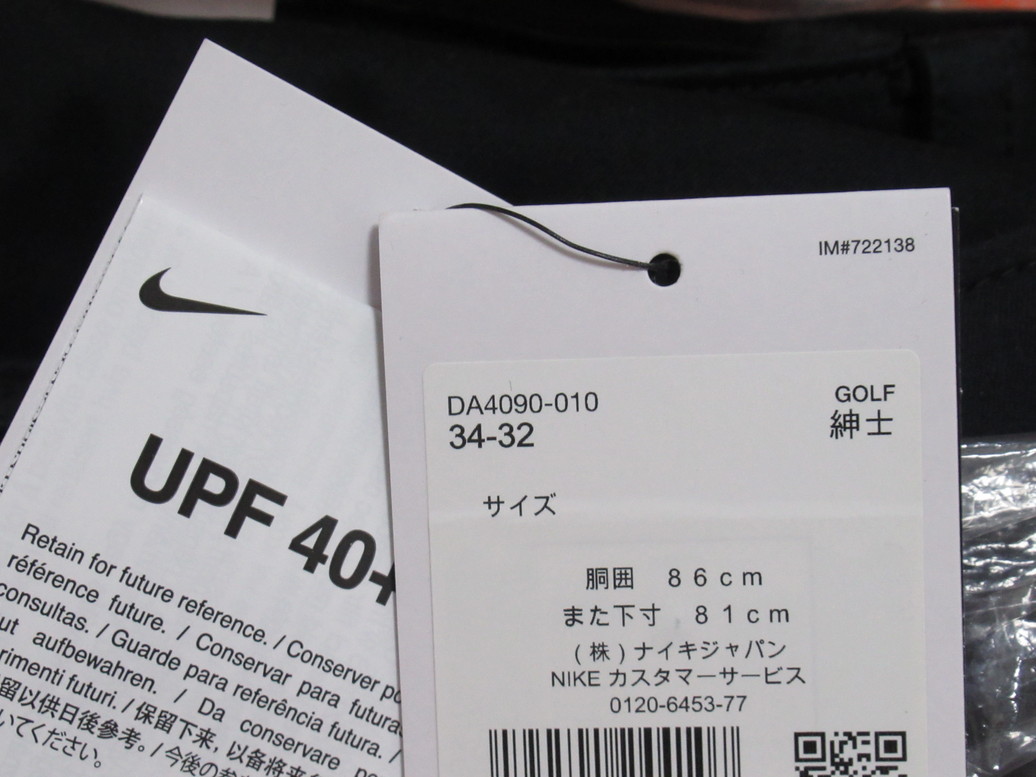 IM#722138
DA4090-010
34-32
GOLF
紳士
サイズ
胴囲 86cm
また下寸 81cm
(株)ナイキジャパン
NIKE カスタマーサービス
0120-6453-77
UPF 40+
Retain for future reference. / Conserver
référence future. / Conservar para futura
consultas. / Guarde para referência futura. /
aufbewahren. / Da conservare
futuri. / 保留下来, 以备将来
留以供日後參考。 / 今後の
いてください。